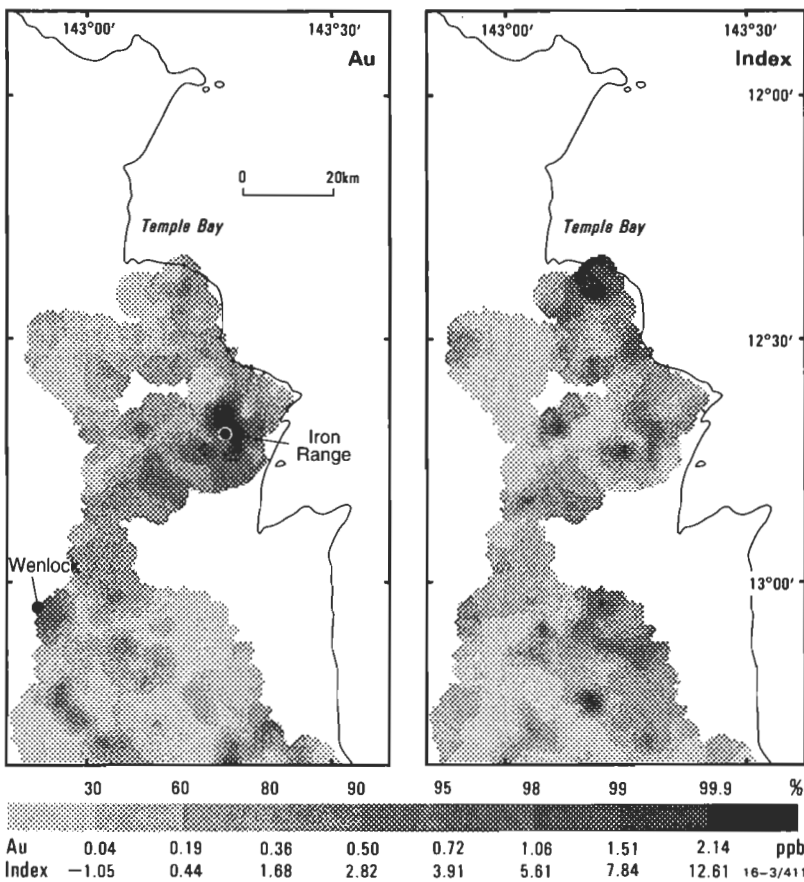 143°00' 143°30'
Au
0 20km
Temple Bay
Iron
Range
Wenlock
143°00' 143°30'
Index
12°00'
Temple Bay
12°30'
13°00'
30 60 80 90 95 98 99 99.9 %
Au 0.04 0.19 0.36 0.50 0.72 1.06 1.51 2.14 ppb
Index −1.05 0.44 1.68 2.82 3.91 5.61 7.84 12.61 16-3/411